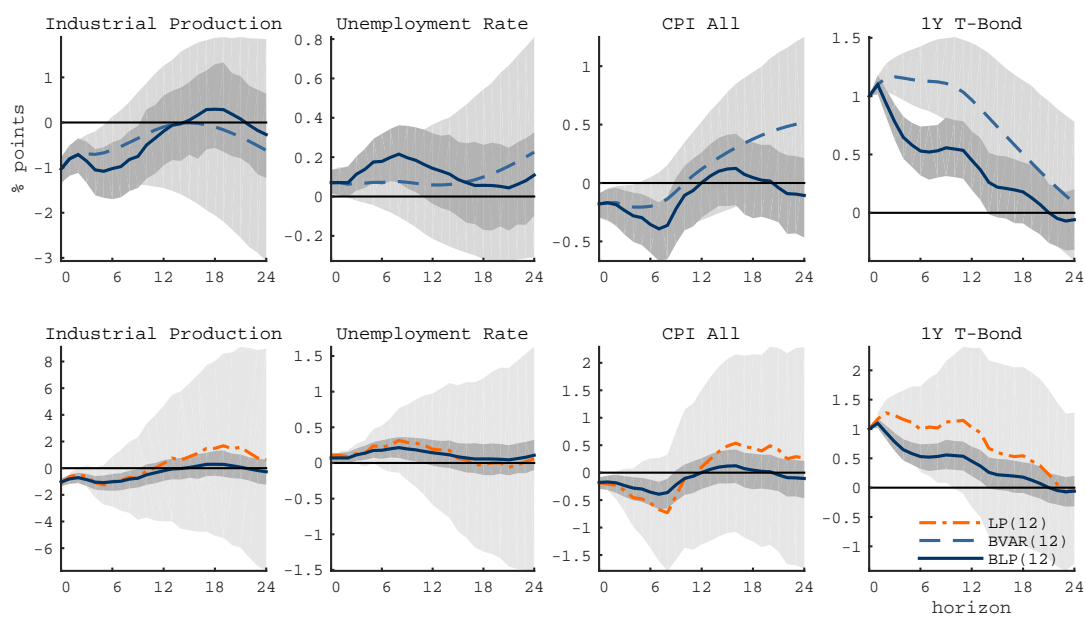 Industrial Production
Unemployment Rate
CPI All
1Y T-Bond
% points
1
0
-1
-2
-3
0 6 12 18 24
0.8
0.6
0.4
0.2
0
-0.2
0 6 12 18 24
1
0.5
0
-0.5
0 6 12 18 24
1.5
1
0.5
0
0 6 12 18 24
Industrial Production
Unemployment Rate
CPI All
1Y T-Bond
8
6
4
2
0
-2
-4
-6
0 6 12 18 24
1.5
1
0.5
0
-0.5
-1
-1.5
0 6 12 18 24
2
1.5
1
0.5
0
-0.5
-1
-1.5
0 6 12 18 24
2
1.5
1
0.5
0
-0.5
-1
0 6 12 18 24
LP(12)
BVAR(12)
BLP(12)
horizon